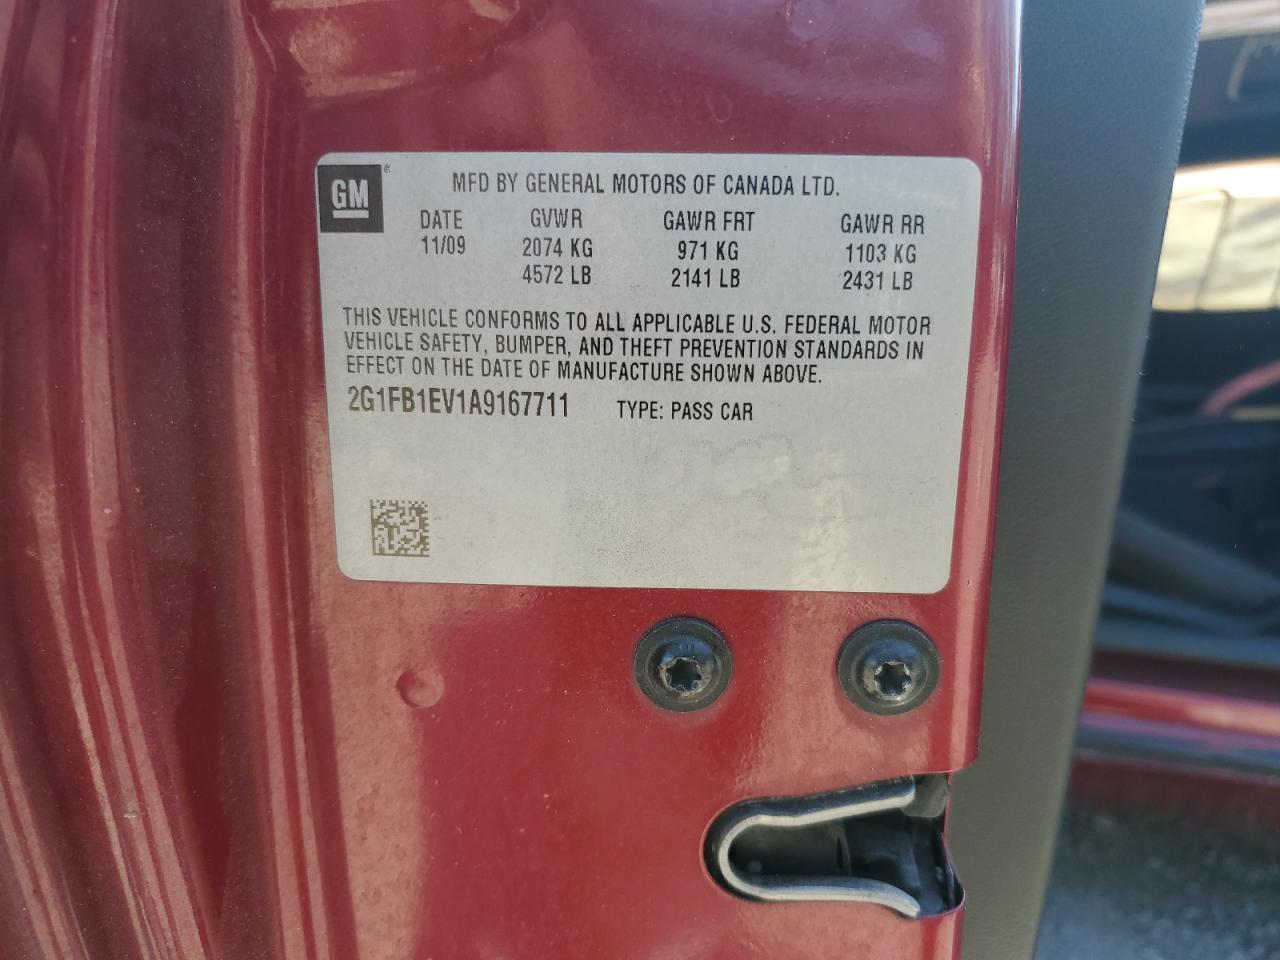 GM ®
MFD BY GENERAL MOTORS OF CANADA LTD.
DATE GVWR GAWR FRT GAWR RR
11/09 2074 KG 971 KG 1103 KG
4572 LB 2141 LB 2431 LB
THIS VEHICLE CONFORMS TO ALL APPLICABLE U.S. FEDERAL MOTOR
VEHICLE SAFETY, BUMPER, AND THEFT PREVENTION STANDARDS IN
EFFECT ON THE DATE OF MANUFACTURE SHOWN ABOVE.
2G1FB1EV1A9167711 TYPE: PASS CAR